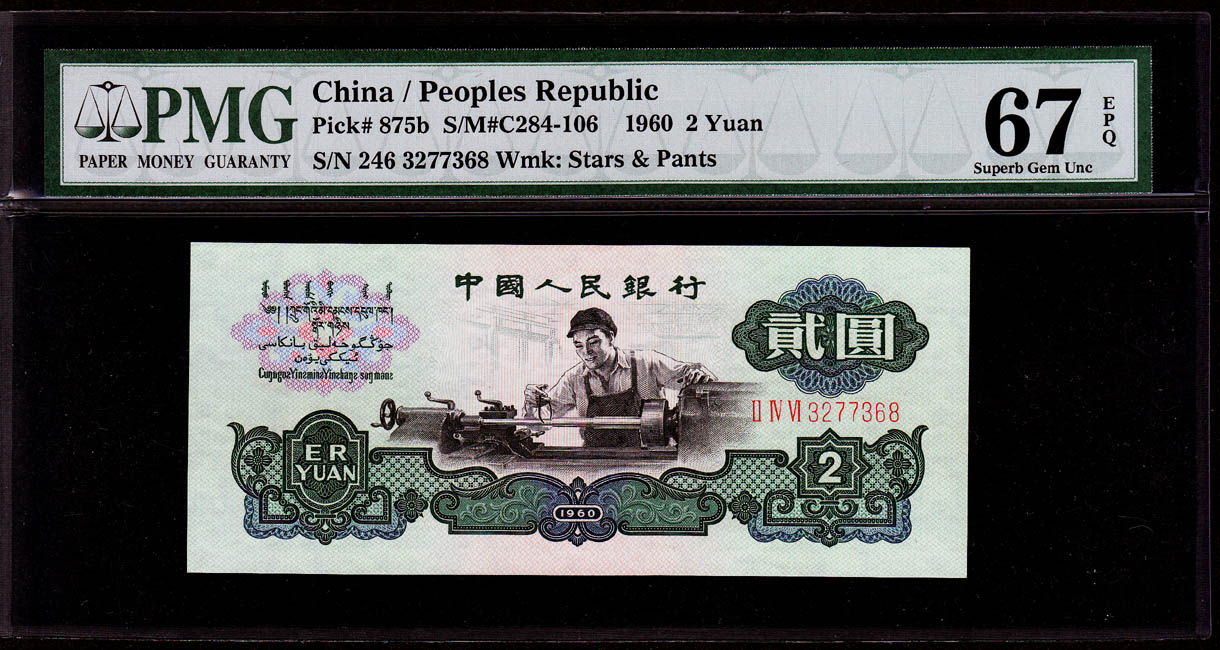 PMG
PAPER MONEY GUARANTY
China / Peoples Republic
Pick# 875b S/M#C284-106 1960 2 Yuan
S/N 246 3277368 Wmk: Stars & Pants
67
EPQ
Superb Gem Unc
中國人民銀行
貳圓
Ⅱ Ⅳ Ⅵ 3277368
ER
YUAN
2
1960